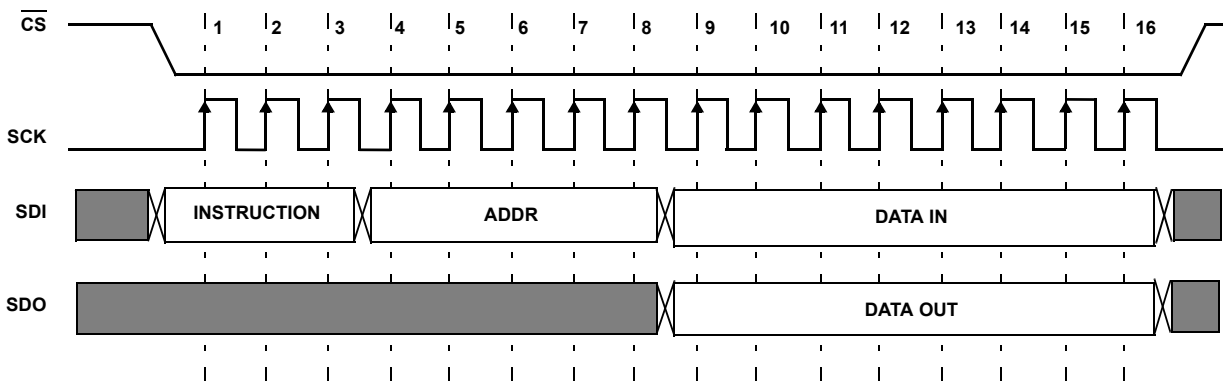 CS 1 2 3 4 5 6 7 8 9 10 11 12 13 14 15 16
SCK
SDI INSTRUCTION ADDR DATA IN
SDO DATA OUT